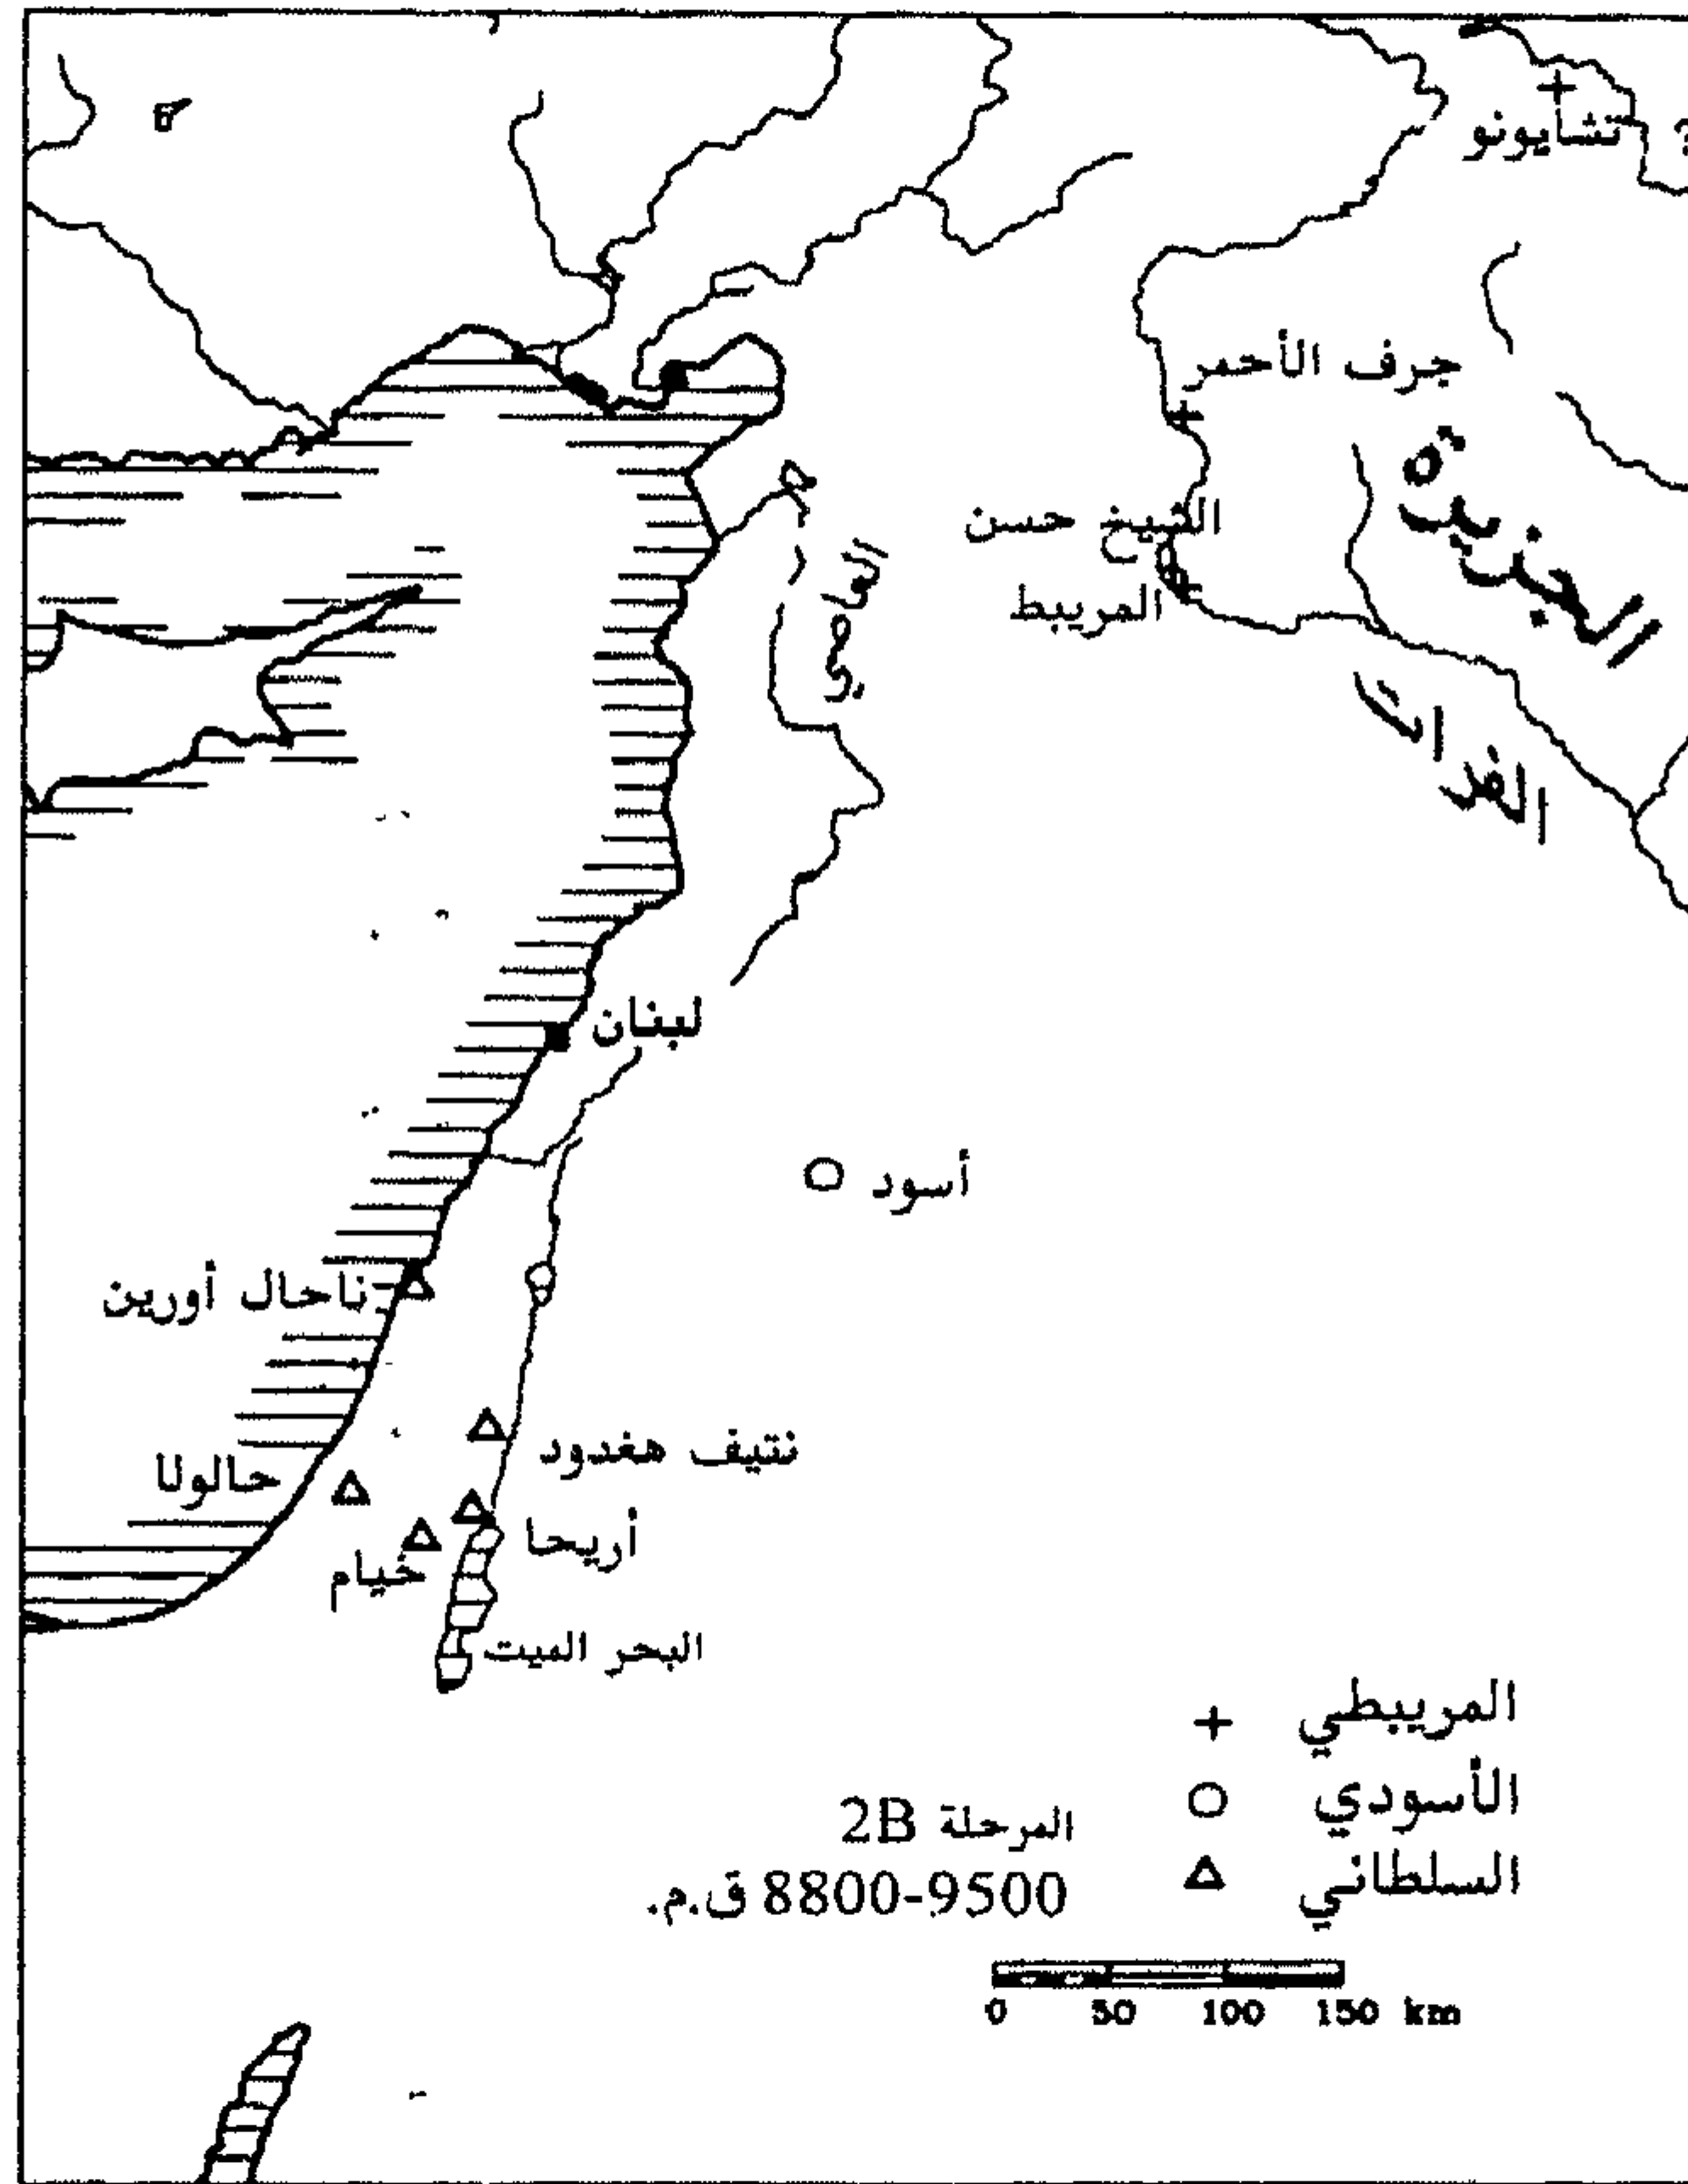 تشايونو ?
جرف الأحمر
الجزيرة
الشيخ حسن
المريبط
الفرات
لبنان
أسود
ناحال أورين
نتيف هغدود
حالولا
أريحا
خيام
البحر الميت
المريبطي
الأسودي
السلطاني
المرحلة 2B
8800-9500 ق.م.
0 50 100 150 km